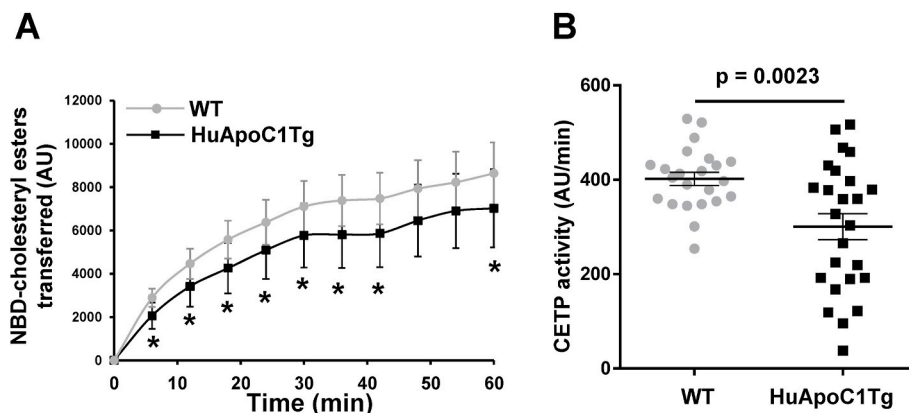 A
NBD-cholesteryl esters
transferred (AU)
12000
10000
8000
6000
4000
2000
0
WT
HuApoC1Tg
* * * * * * * *
0 10 20 30 40 50 60
Time (min)
B
p = 0.0023
CETP activity (AU/min)
600
400
200
0
WT HuApoC1Tg